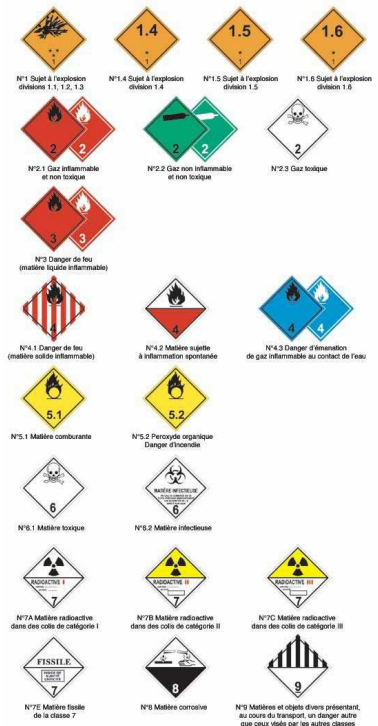 1.4
1.5
1.6
1
1
1
1
N°1 Sujet à l'explosion
divisions 1.1, 1.2, 1.3
N°1.4 Sujet à l'explosion
division 1.4
N°1.5 Sujet à l'explosion
division 1.5
N°1.6 Sujet à l'explosion
division 1.6
2
2
2
2
2
N°2.1 Gaz inflammable
et non toxique
N°2.2 Gaz non inflammable
et non toxique
N°2.3 Gaz toxique
3
3
N°3 Danger de feu
(matière liquide inflammable)
4
4
4
4
N°4.1 Danger de feu
(matière solide inflammable)
N°4.2 Matière sujette
à inflammation spontanée
N°4.3 Danger d'émanation
de gaz inflammable au contact de l'eau
5.1
5.2
N°5.1 Matière comburante
N°5.2 Peroxyde organique
Danger d'incendie
6
MATIÈRE INFECTIEUSE
6
N°6.1 Matière toxique
N°6.2 Matière infectieuse
RADIOACTIVE I
7
RADIOACTIVE II
7
RADIOACTIVE III
7
N°7A Matière radioactive
dans des colis de catégorie I
N°7B Matière radioactive
dans des colis de catégorie II
N°7C Matière radioactive
dans des colis de catégorie III
FISSILE
7
8
9
N°7E Matière fissile
de la classe 7
N°8 Matière corrosive
N°9 Matières et objets divers présentant,
au cours du transport, un danger autre
que ceux visés par les autres classes